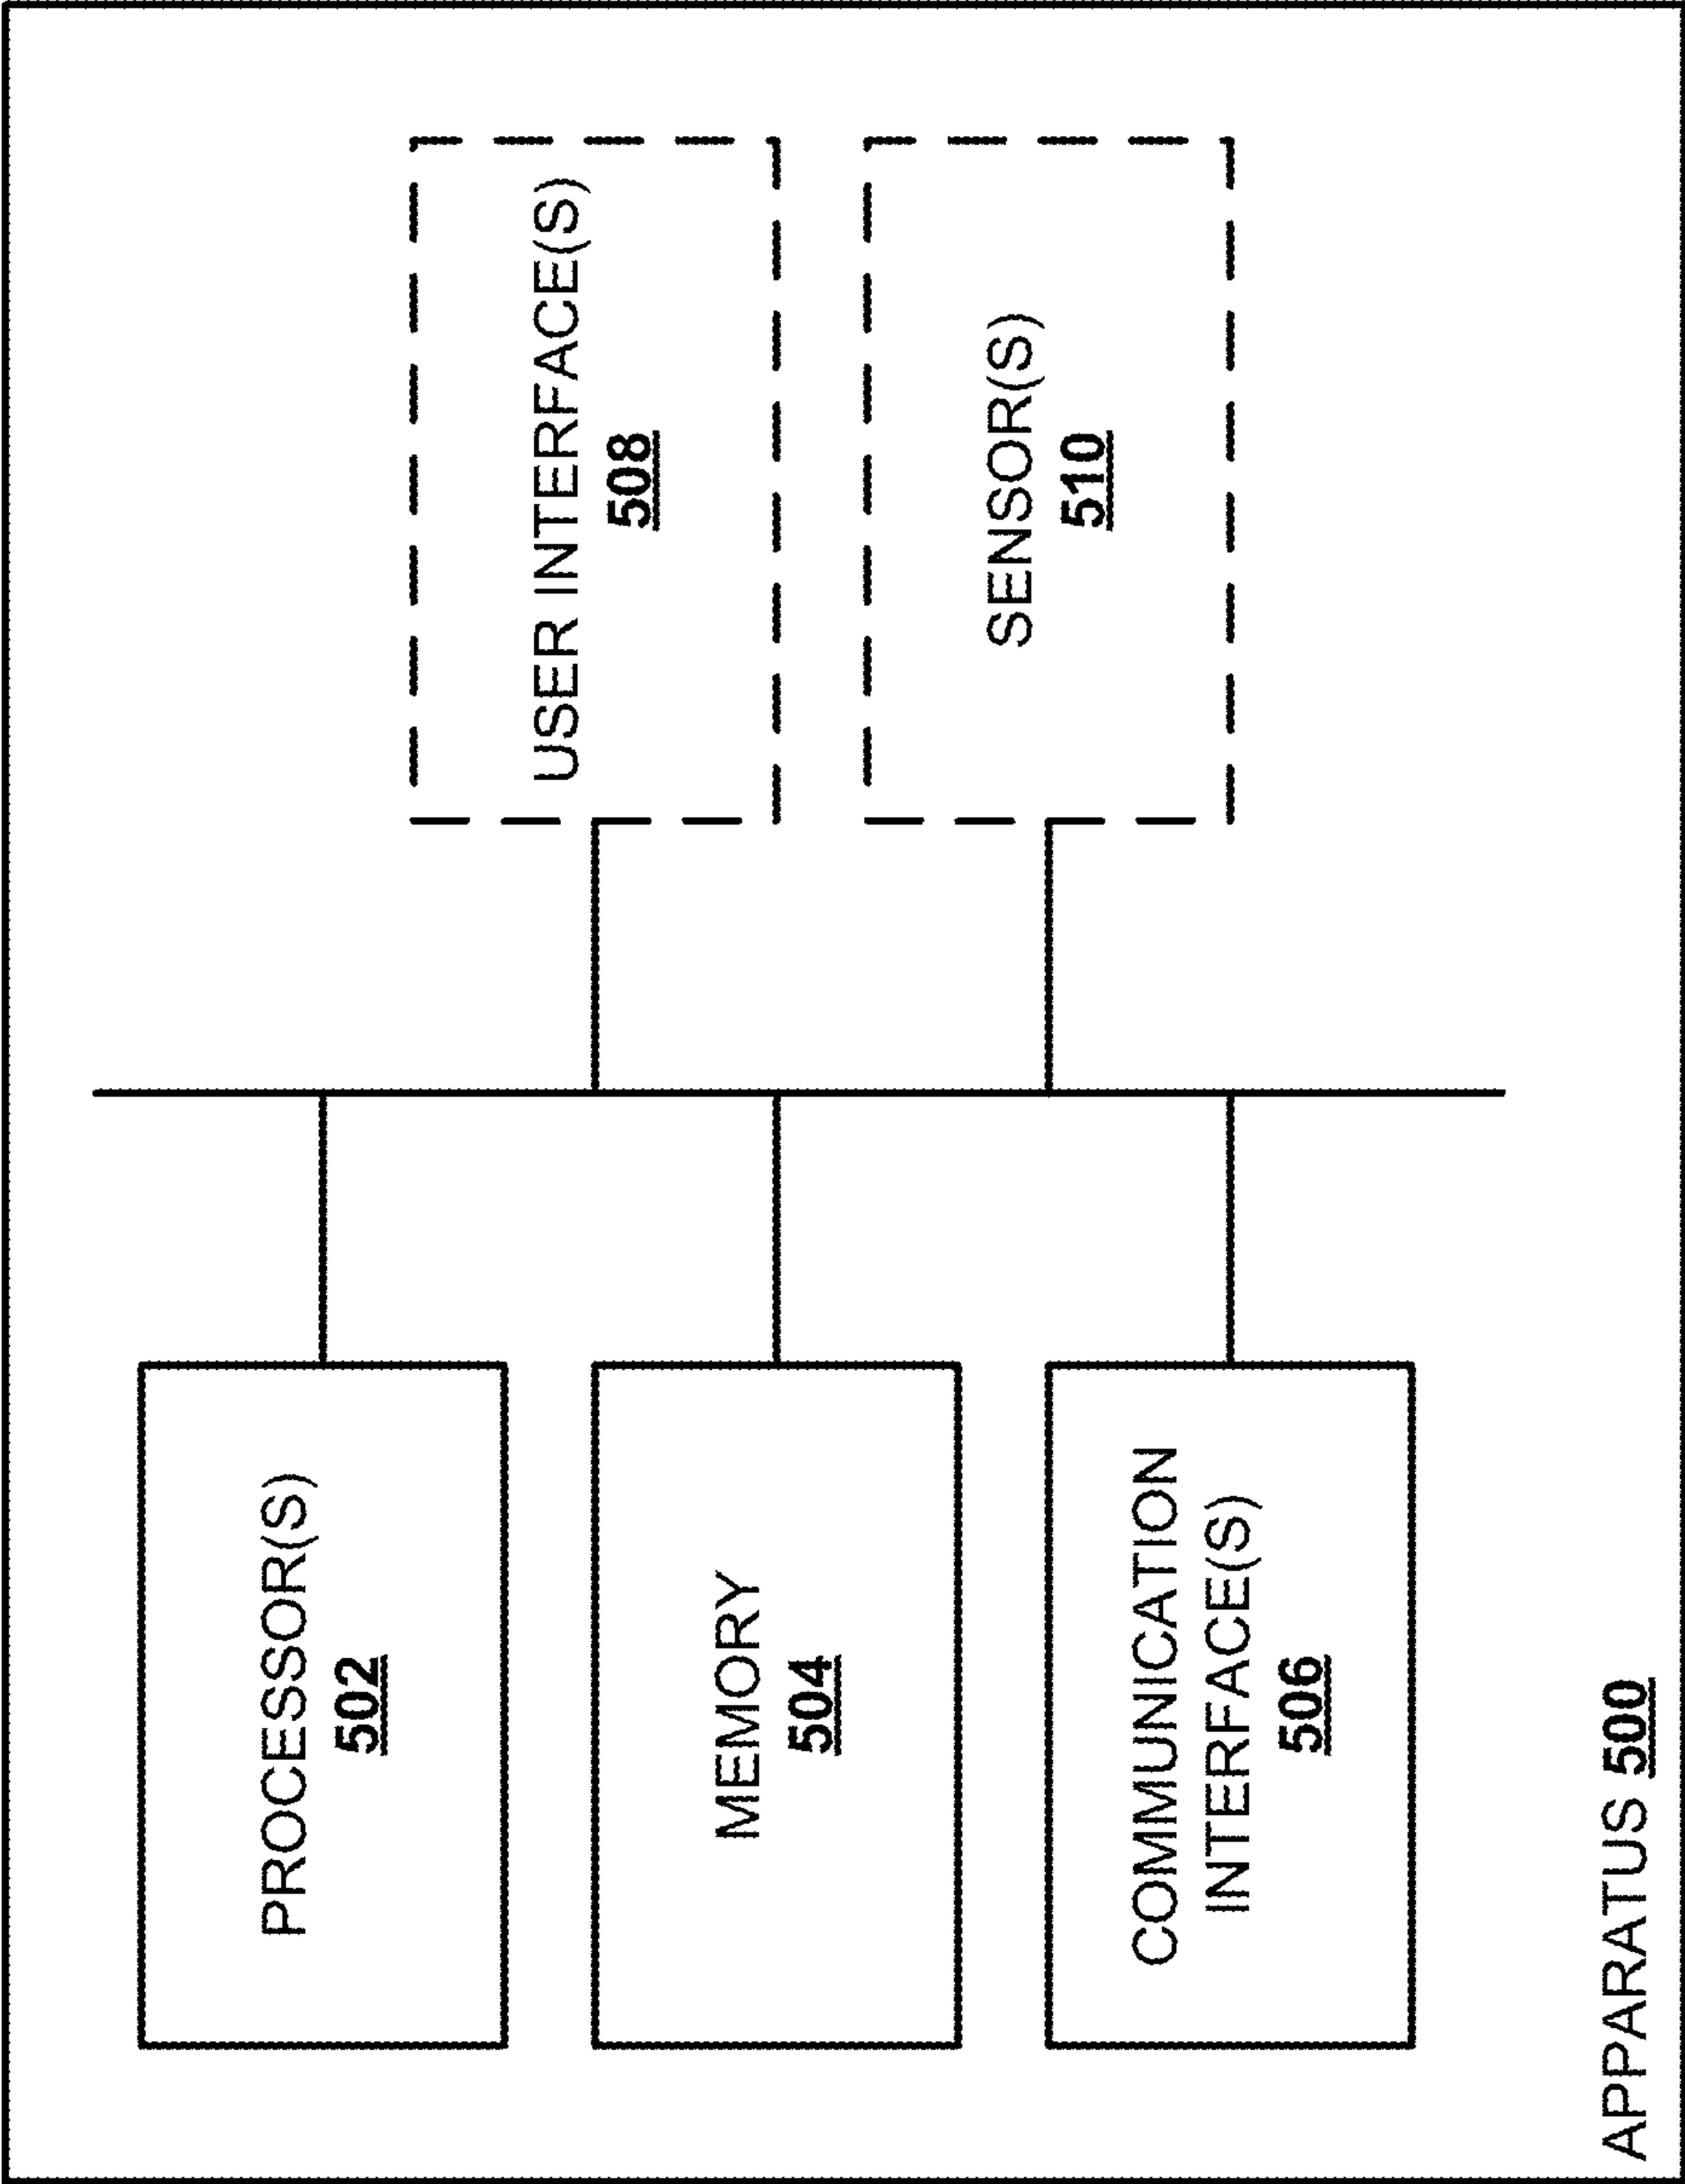 PROCESSOR(S)
502
MEMORY
504
COMMUNICATION
INTERFACE(S)
506
USER INTERFACE(S)
508
SENSOR(S)
510
APPARATUS 500